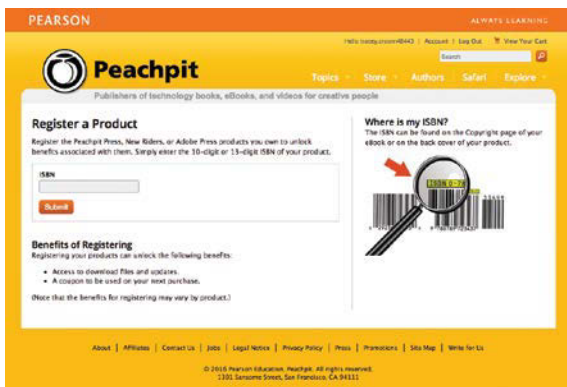 PEARSON
ALWAYS LEARNING
Account | Log Out View Your Cart
Search
Peachpit
Topics Store Authors Safari Explore
Publishers of technology books, eBooks, and videos for creative people
Register a Product
Register the Peachpit Press, New Riders, or Adobe Press products you own to unlock
benefits associated with them. Simply enter the 10-digit or 13-digit ISBN of your product.
ISBN
Submit
Benefits of Registering
Registering your products can unlock the following benefits:
• Access to download files and updates.
• A coupon to be used on your next purchase.
(Note that the benefits for registering may vary by product.)
Where is my ISBN?
The ISBN can be found on the Copyright page of your
eBook or on the back cover of your product.
About | Affiliates | Contact Us | Jobs | Legal Notice | Privacy Policy | Press | Promotions | Site Map | Write for Us
© 2016 Pearson Education, Peachpit. All rights reserved.
1301 Sansome Street, San Francisco, CA 94111